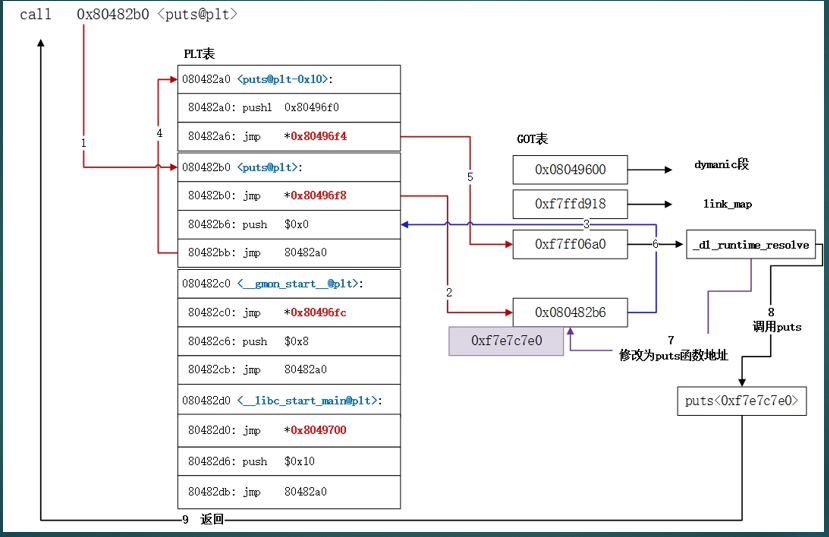 call 0x80482b0 <puts@plt>
PLT表
080482a0 <puts@plt-0x10>:
80482a0: pushl 0x80496f0
80482a6: jmp *0x80496f4
080482b0 <puts@plt>:
80482b0: jmp *0x80496f8
80482b6: push $0x0
80482bb: jmp 80482a0
080482c0 <__gmon_start__@plt>:
80482c0: jmp *0x80496fc
80482c6: push $0x8
80482cb: jmp 80482a0
080482d0 <__libc_start_main@plt>:
80482d0: jmp *0x8049700
80482d6: push $0x10
80482db: jmp 80482a0
1
4
5
2
GOT表
0x08049600
dymanic段
0xf7ffd918
link_map
3
0xf7ff06a0
6
_dl_runtime_resolve
0x080482b6
0xf7e7c7e0
7
修改为puts函数地址
8
调用puts
puts<0xf7e7c7e0>
9 返回